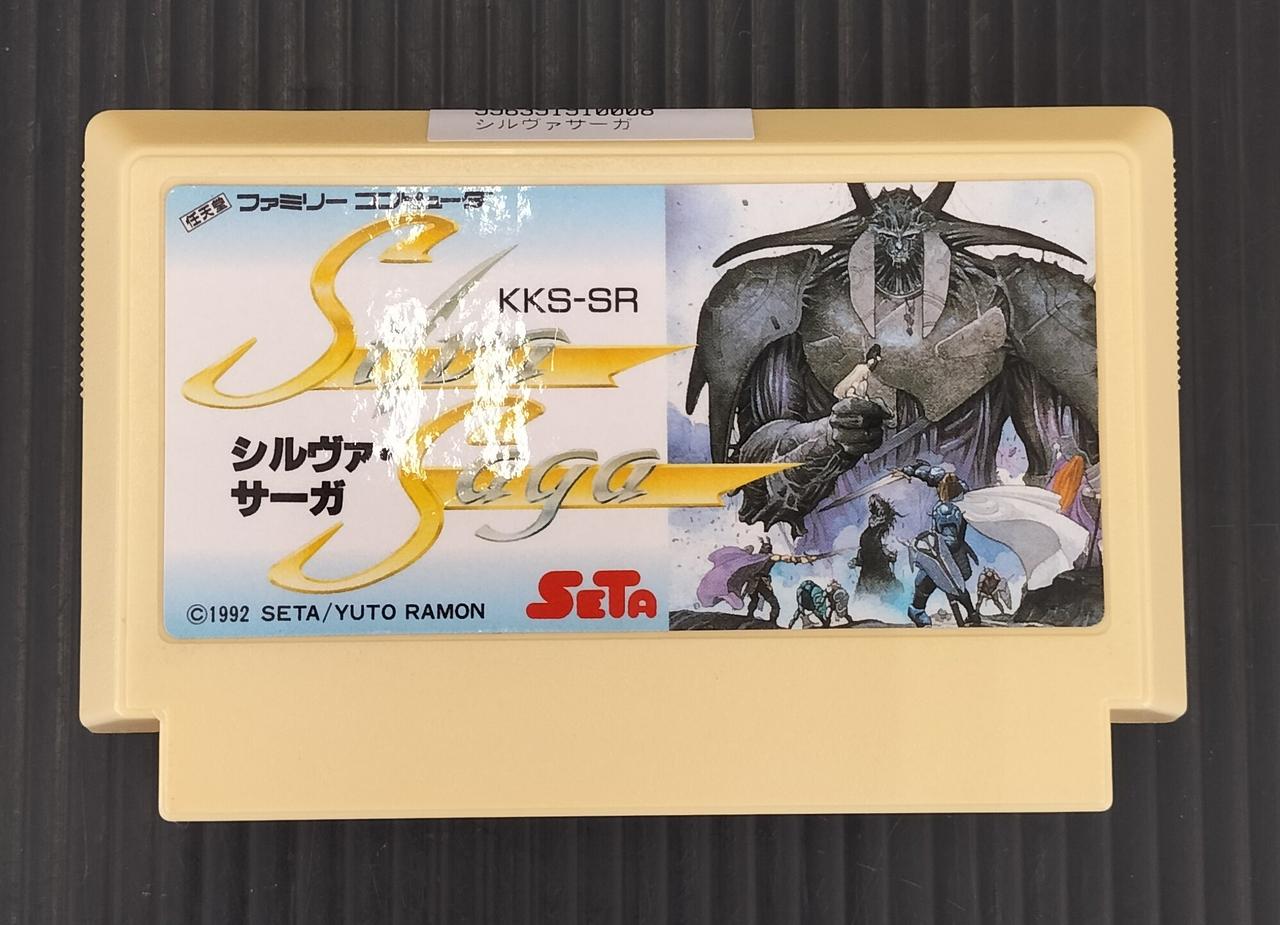 シルヴァサーガ
任天堂 ファミリー コンピュータ
KKS-SR
Silva
Saga
シルヴァ・
サーガ
©1992 SETA/YUTO RAMON
SETA